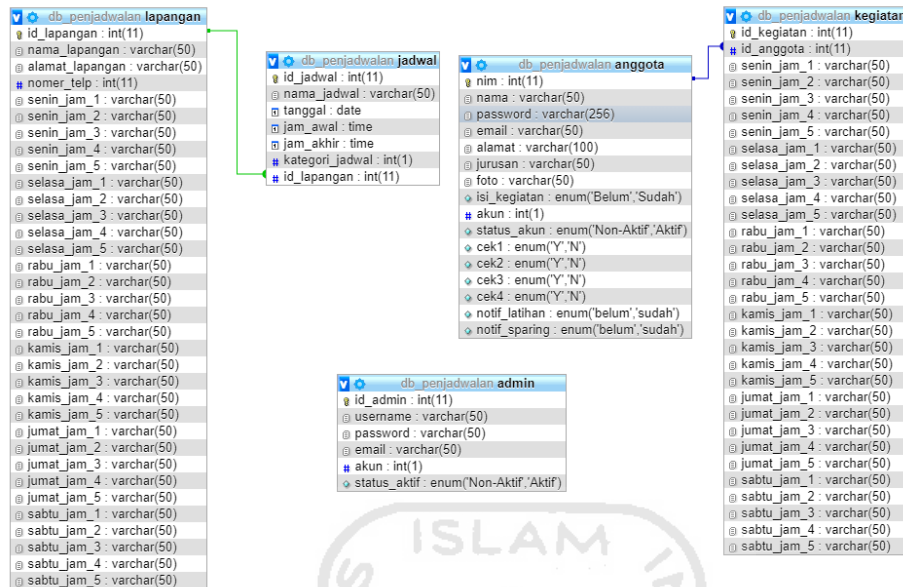 db_penjadwalan lapangan
id_lapangan : int(11)
nama_lapangan : varchar(50)
alamat_lapangan : varchar(50)
nomer_telp : int(11)
senin_jam_1 : varchar(50)
senin_jam_2 : varchar(50)
senin_jam_3 : varchar(50)
senin_jam_4 : varchar(50)
senin_jam_5 : varchar(50)
selasa_jam_1 : varchar(50)
selasa_jam_2 : varchar(50)
selasa_jam_3 : varchar(50)
selasa_jam_4 : varchar(50)
selasa_jam_5 : varchar(50)
rabu_jam_1 : varchar(50)
rabu_jam_2 : varchar(50)
rabu_jam_3 : varchar(50)
rabu_jam_4 : varchar(50)
rabu_jam_5 : varchar(50)
kamis_jam_1 : varchar(50)
kamis_jam_2 : varchar(50)
kamis_jam_3 : varchar(50)
kamis_jam_4 : varchar(50)
kamis_jam_5 : varchar(50)
jumat_jam_1 : varchar(50)
jumat_jam_2 : varchar(50)
jumat_jam_3 : varchar(50)
jumat_jam_4 : varchar(50)
jumat_jam_5 : varchar(50)
sabtu_jam_1 : varchar(50)
sabtu_jam_2 : varchar(50)
sabtu_jam_3 : varchar(50)
sabtu_jam_4 : varchar(50)
sabtu_jam_5 : varchar(50)
db_penjadwalan jadwal
id_jadwal : int(11)
nama_jadwal : varchar(50)
tanggal : date
jam_awal : time
jam_akhir : time
kategori_jadwal : int(1)
id_lapangan : int(11)
db_penjadwalan anggota
nim : int(11)
nama : varchar(50)
password : varchar(256)
email : varchar(50)
alamat : varchar(100)
jurusan : varchar(50)
foto : varchar(50)
isi_kegiatan : enum('Belum','Sudah')
akun : int(1)
status_akun : enum('Non-Aktif','Aktif')
cek1 : enum('Y','N')
cek2 : enum('Y','N')
cek3 : enum('Y','N')
cek4 : enum('Y','N')
notif_latihan : enum('belum','sudah')
notif_sparing : enum('belum','sudah')
db_penjadwalan admin
id_admin : int(11)
username : varchar(50)
password : varchar(50)
email : varchar(50)
akun : int(1)
status_aktif : enum('Non-Aktif','Aktif')
db_penjadwalan kegiatan
id_kegiatan : int(11)
id_anggota : int(11)
senin_jam_1 : varchar(50)
senin_jam_2 : varchar(50)
senin_jam_3 : varchar(50)
senin_jam_4 : varchar(50)
senin_jam_5 : varchar(50)
selasa_jam_1 : varchar(50)
selasa_jam_2 : varchar(50)
selasa_jam_3 : varchar(50)
selasa_jam_4 : varchar(50)
selasa_jam_5 : varchar(50)
rabu_jam_1 : varchar(50)
rabu_jam_2 : varchar(50)
rabu_jam_3 : varchar(50)
rabu_jam_4 : varchar(50)
rabu_jam_5 : varchar(50)
kamis_jam_1 : varchar(50)
kamis_jam_2 : varchar(50)
kamis_jam_3 : varchar(50)
kamis_jam_4 : varchar(50)
kamis_jam_5 : varchar(50)
jumat_jam_1 : varchar(50)
jumat_jam_2 : varchar(50)
jumat_jam_3 : varchar(50)
jumat_jam_4 : varchar(50)
jumat_jam_5 : varchar(50)
sabtu_jam_1 : varchar(50)
sabtu_jam_2 : varchar(50)
sabtu_jam_3 : varchar(50)
sabtu_jam_4 : varchar(50)
sabtu_jam_5 : varchar(50)
ISLAM